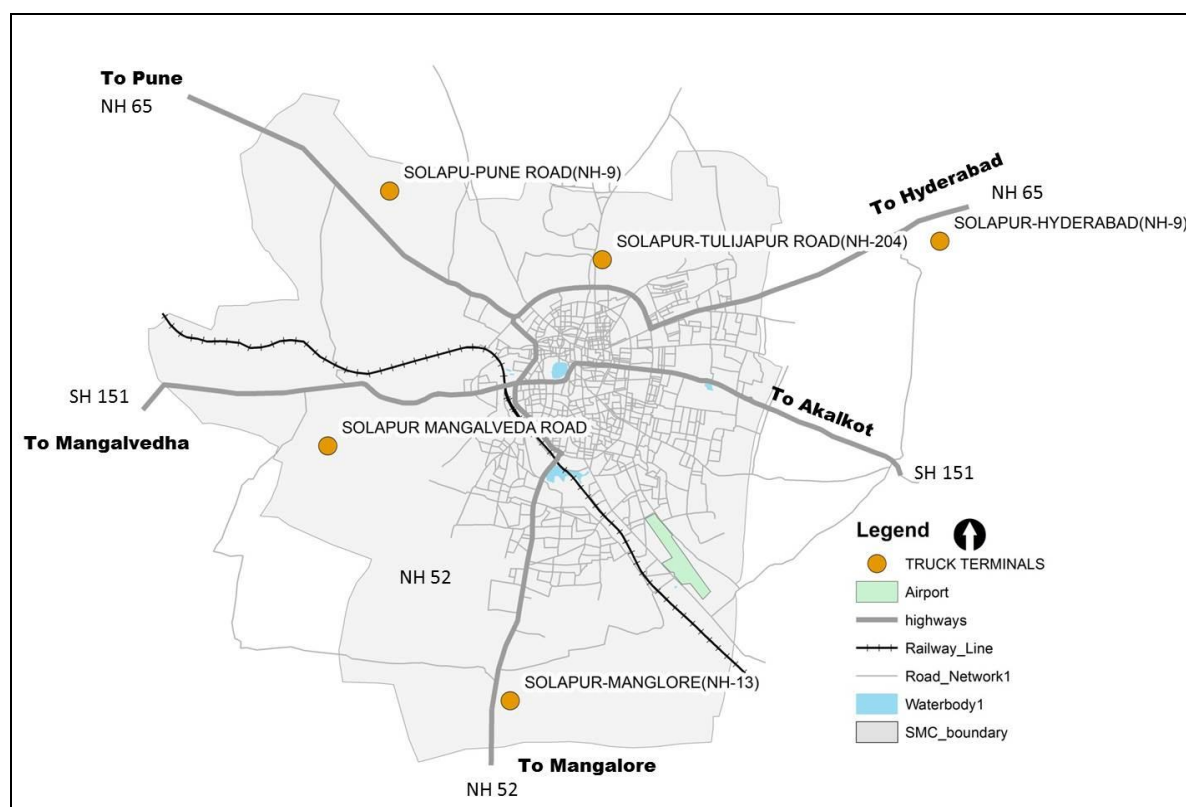 To Pune
NH 65
SOLAPU-PUNE ROAD(NH-9)
To Hyderabad
NH 65
SOLAPUR-HYDERABAD(NH-9)
SOLAPUR-TULIJAPUR ROAD(NH-204)
SH 151
To Mangalvedha
SOLAPUR MANGALVEDA ROAD
To Akalkot
SH 151
NH 52
SOLAPUR-MANGLORE(NH-13)
To Mangalore
NH 52
Legend
TRUCK TERMINALS
Airport
highways
Railway_Line
Road_Network1
Waterbody1
SMC_boundary